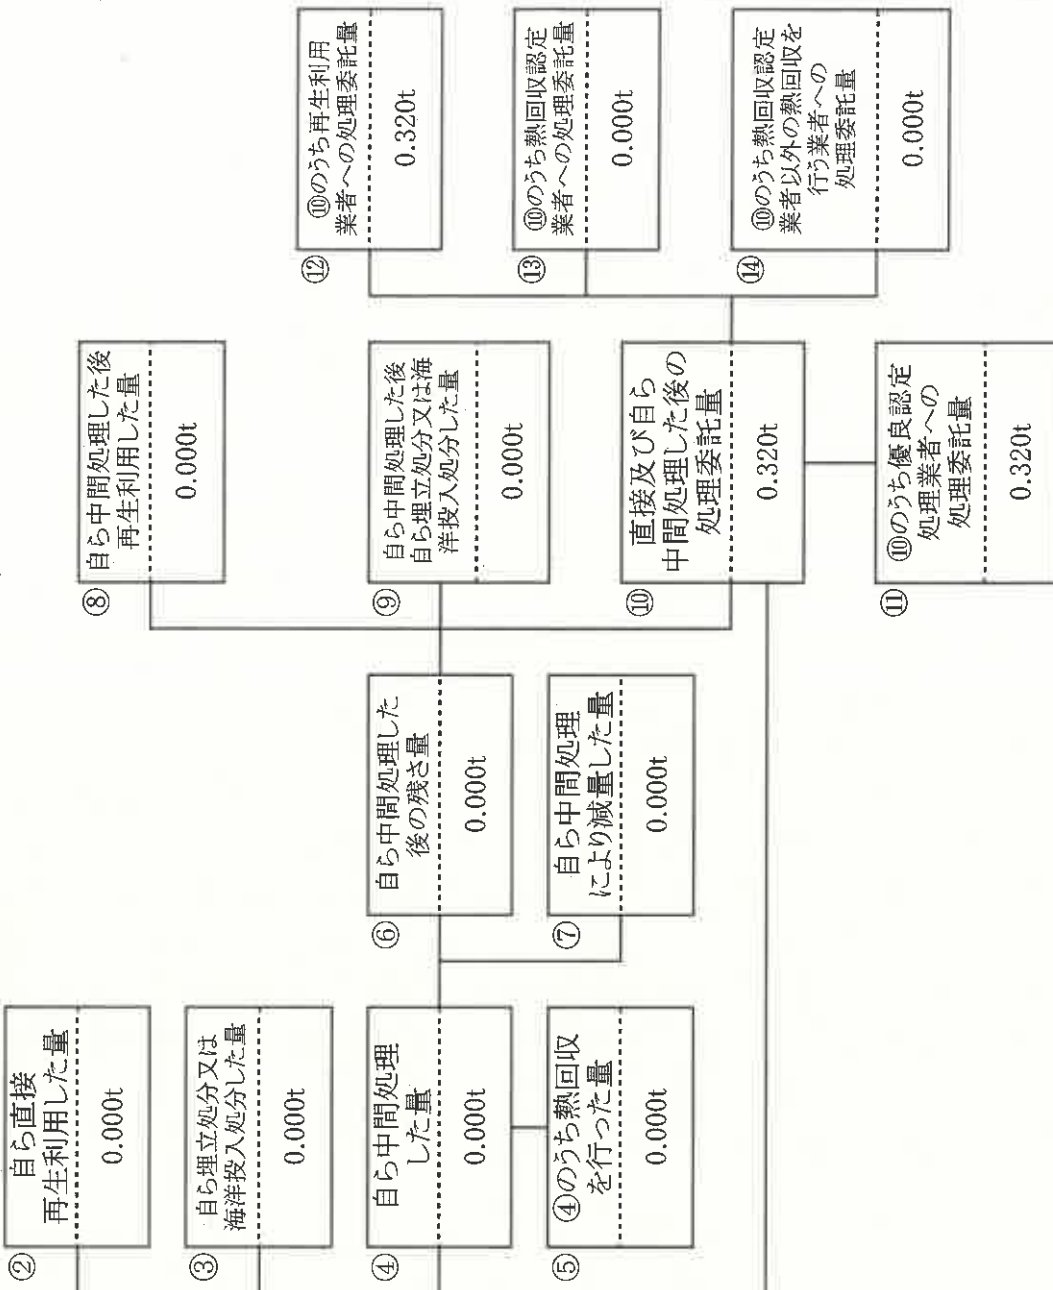 ②
自ら直接
再生利用した量
0.000t
③
自ら埋立処分又は
海洋投入処分した量
0.000t
④
自ら中間処理
した量
0.000t
⑤
④のうち熱回収
を行った量
0.000t
⑥
自ら中間処理した
後の残さ量
0.000t
⑦
自ら中間処理
により減量した量
0.000t
⑧
自ら中間処理した後
再生利用した量
0.000t
⑨
自ら中間処理した後
自ら埋立処分又は海
洋投入処分した量
0.000t
⑩
直接及び自ら
中間処理した後の
処理委託量
0.320t
⑪
⑩のうち優良認定
処理業者への
処理委託量
0.320t
⑫
⑩のうち再生利用
業者への処理委託量
0.320t
⑬
⑩のうち熱回収認定
業者への処理委託量
0.000t
⑭
⑩のうち熱回収認定
業者以外の熱回収を
行う業者への
処理委託量
0.000t